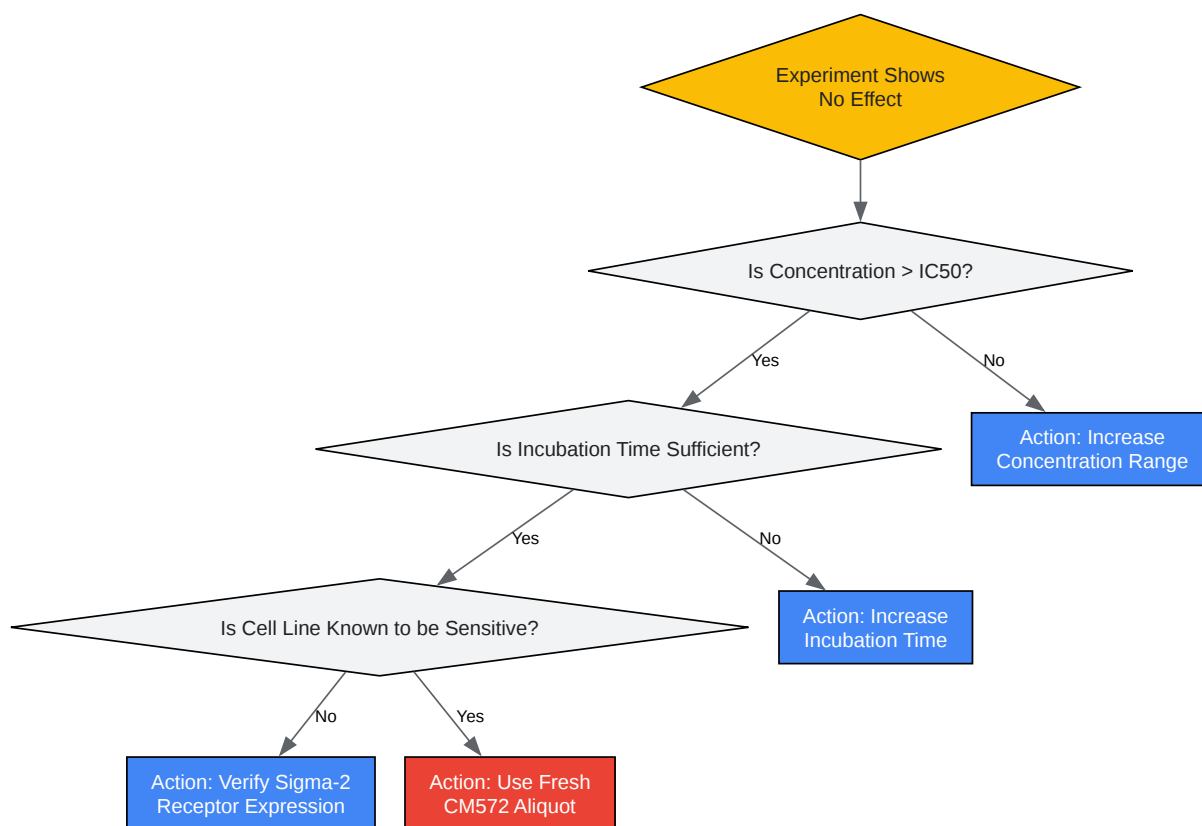 Experiment Shows
No Effect
Is Concentration > IC50?
Yes
No
Action: Increase
Concentration Range
Is Incubation Time Sufficient?
Yes
No
Action: Increase
Incubation Time
Is Cell Line Known to be Sensitive?
No
Yes
Action: Verify Sigma-2
Receptor Expression
Action: Use Fresh
CM572 Aliquot